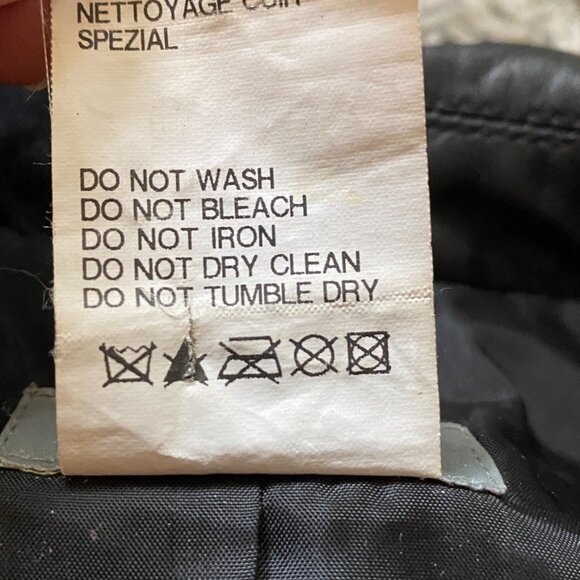 NETTOYAGE CUIR
SPEZIAL
DO NOT WASH
DO NOT BLEACH
DO NOT IRON
DO NOT DRY CLEAN
DO NOT TUMBLE DRY